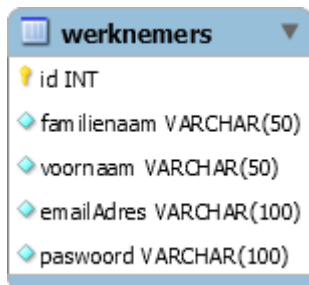 werknemers
id INT
familienaam VARCHAR(50)
voornaam VARCHAR(50)
emailAdres VARCHAR(100)
paswoord VARCHAR(100)